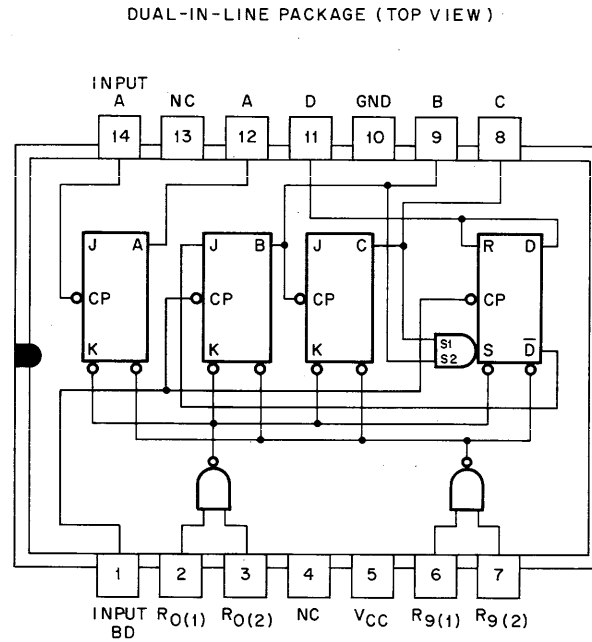 DUAL-IN-LINE PACKAGE (TOP VIEW)
INPUT
A NC A D GND B C
14 13 12 11 10 9 8
J A J B J C R D
CP CP CP CP
S1
S2
K K K S D̅
1 2 3 4 5 6 7
INPUT R0(1) R0(2) NC VCC R9(1) R9(2)
BD